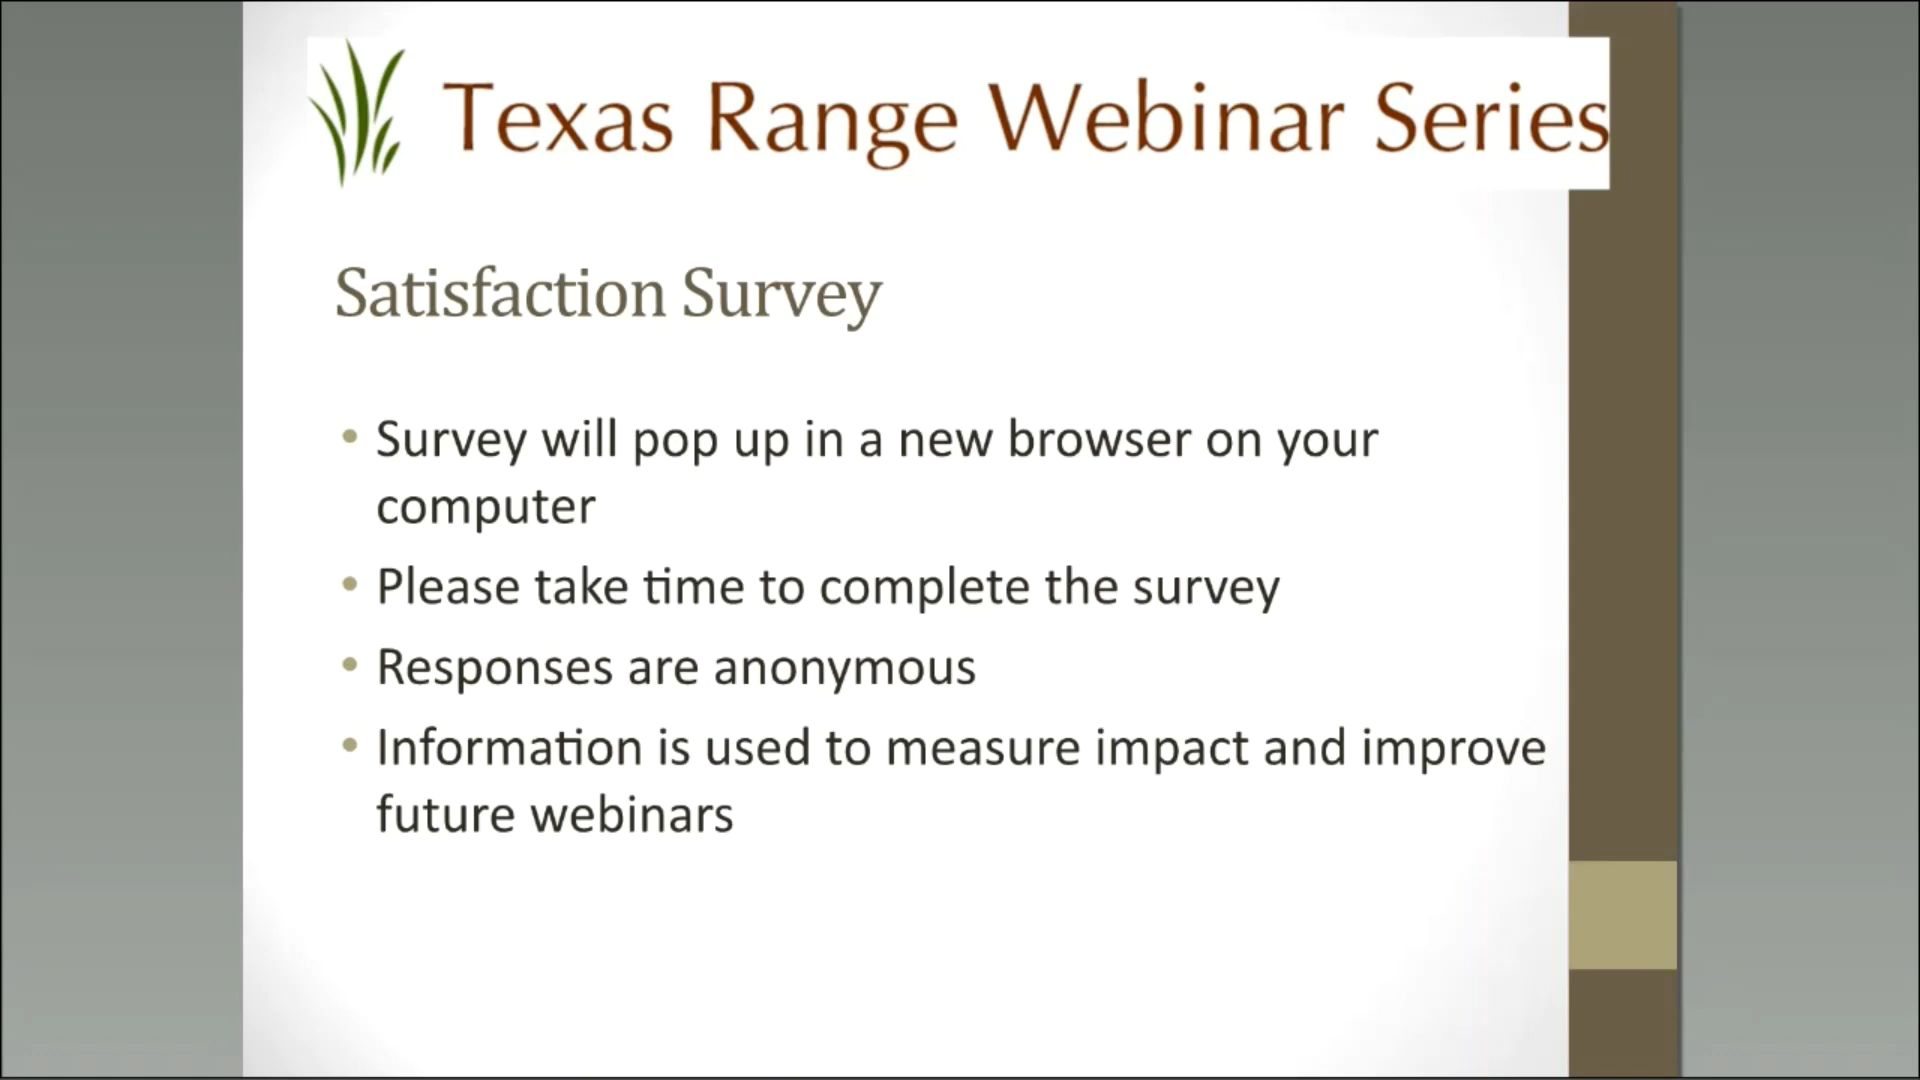 Texas Range Webinar Series
Satisfaction Survey
• Survey will pop up in a new browser on your
computer
• Please take time to complete the survey
• Responses are anonymous
• Information is used to measure impact and improve
future webinars